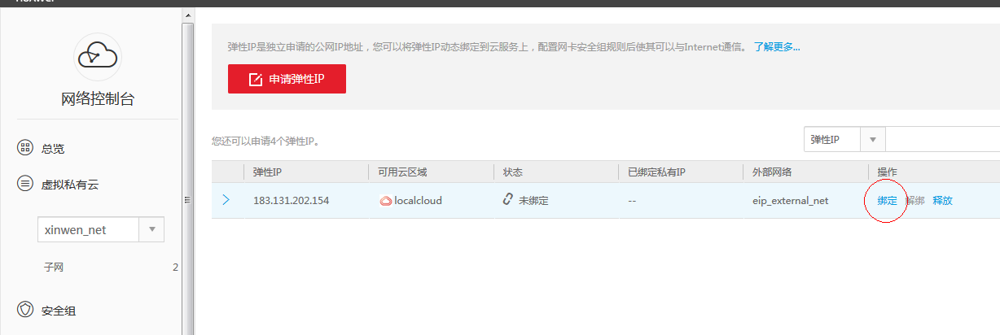 HUAWEI
弹性IP是独立申请的公网IP地址，您可以将弹性IP动态绑定到云服务上，配置网卡安全组规则后使其可以与Internet通信。 了解更多...
申请弹性IP
网络控制台
您还可以申请4个弹性IP。
弹性IP
总览
弹性IP 可用云区域 状态 已绑定私有IP 外部网络 操作
虚拟私有云
183.131.202.154 localcloud 未绑定 -- eip_external_net 绑定 解绑 释放
xinwen_net
子网 2
安全组